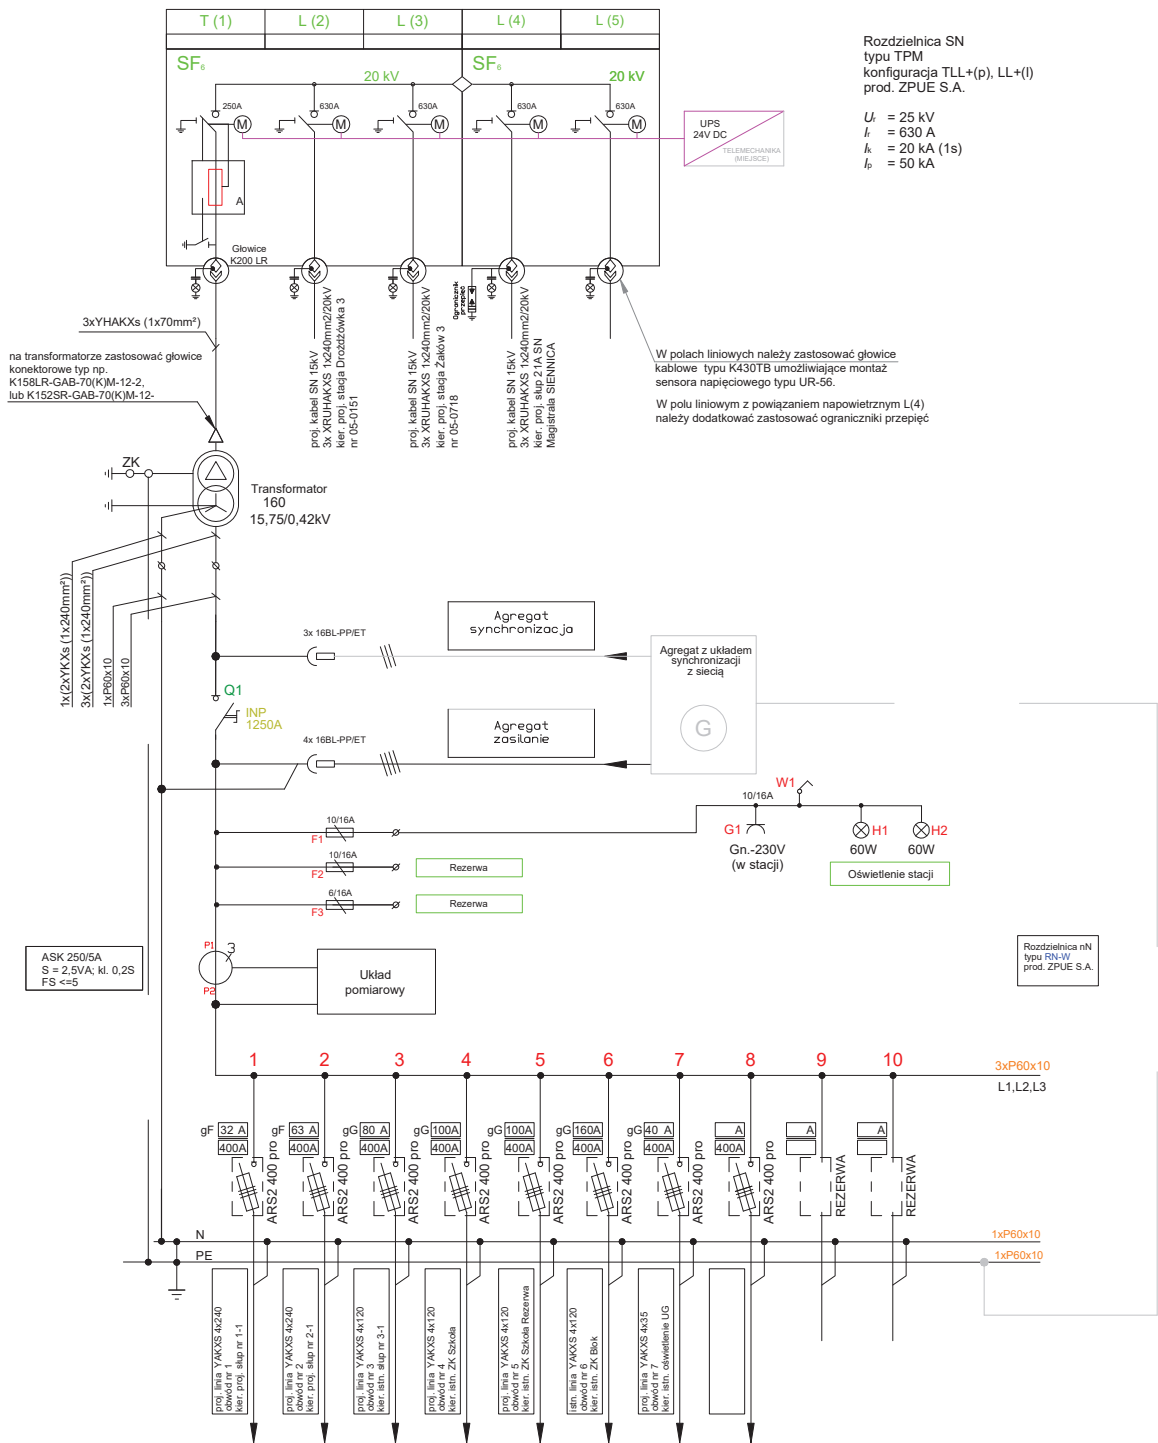 T (1)
L (2)
L (3)
L (4)
L (5)
SF₆
20 kV
SF₆
20 kV
250A
630A
630A
630A
630A
M
M
M
M
M
UPS
24V DC
TELEMECHANIKA
(MIEJSCE)
Rozdzielnica SN
typu TPM
konfiguracja TLL+(p), LL+(l)
prod. ZPUE S.A.
Ur = 25 kV
Ir = 630 A
Ik = 20 kA (1s)
Ip = 50 kA
A
Głowice
K200 LR
Ogranicznik
przepięć
3xYHAKXs (1x70mm²)
na transformatorze zastosować głowice
konektorowe typ np.
K158LR-GAB-70(K)M-12-2,
lub K152SR-GAB-70(K)M-12-
proj. kabel SN 15kV
3x XRUHAKXS 1x240mm2/20kV
kier. proj. stacja Drożdżówka 3
nr 05-0151
proj. kabel SN 15kV
3x XRUHAKXS 1x240mm2/20kV
kier. proj. stacja Żaków 3
nr 05-0718
proj. kabel SN 15kV
3x XRUHAKXS 1x240mm2/20kV
kier. proj. słup 21A SN
Magistrala SIENNICA
W polach liniowych należy zastosować głowice
kablowe typu K430TB umożliwiające montaż
sensora napięciowego typu UR-56.
W polu liniowym z powiązaniem napowietrznym L(4)
należy dodatkować zastosować ograniczniki przepięć
ZK
Transformator
160
15,75/0,42kV
1x(2xYKXs (1x240mm²))
3x(2xYKXs (1x240mm²))
1xP60x10
3xP60x10
3x 16BL-PP/ET
Agregat
synchronizacja
Agregat z układem
synchronizacji
z siecią
G
Q1
INP
1250A
4x 16BL-PP/ET
Agregat
zasilanie
10/16A
F1
10/16A
F2
Rezerwa
6/16A
F3
Rezerwa
10/16A
W1
G1
H1
H2
Gn.-230V
(w stacji)
60W
60W
Oświetlenie stacji
ASK 250/5A
S = 2,5VA; kl. 0,2S
FS <=5
P1
3
P2
Układ
pomiarowy
Rozdzielnica nN
typu RN-W
prod. ZPUE S.A.
1
2
3
4
5
6
7
8
9
10
3xP60x10
L1,L2,L3
gF 32 A
400A
ARS2 400 pro
gF 63 A
400A
ARS2 400 pro
gG 80 A
400A
ARS2 400 pro
gG 100A
400A
ARS2 400 pro
gG 100A
400A
ARS2 400 pro
gG 160A
400A
ARS2 400 pro
gG 40 A
400A
ARS2 400 pro
A
400A
ARS2 400 pro
A
REZERWA
A
REZERWA
N
1xP60x10
PE
1xP60x10
proj. linia YAKXS 4x240
obwód nr 1
kier. proj. słup nr 1-1
proj. linia YAKXS 4x240
obwód nr 2
kier. proj. słup nr 2-1
proj. linia YAKXS 4x120
obwód nr 3
kier. istn. słup nr 3-1
proj. linia YAKXS 4x120
obwód nr 4
kier. istn. ZK Szkoła
proj. linia YAKXS 4x120
obwód nr 5
kier. istn. ZK Szkoła Rezerwa
istn. linia YAKXS 4x120
obwód nr 6
kier. istn. ZK Blok
proj. linia YAKXS 4x35
obwód nr 7
kier. istn. oświetlenie UG